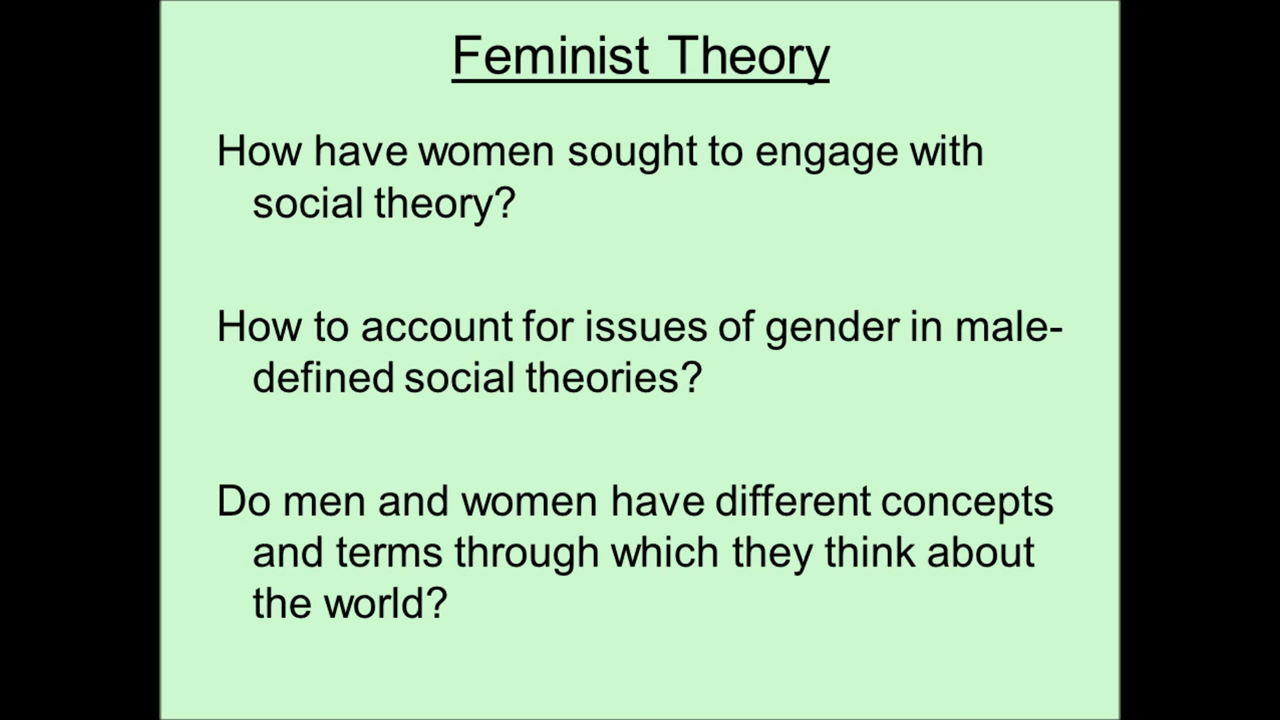 Feminist Theory
How have women sought to engage with
social theory?
How to account for issues of gender in male-
defined social theories?
Do men and women have different concepts
and terms through which they think about
the world?